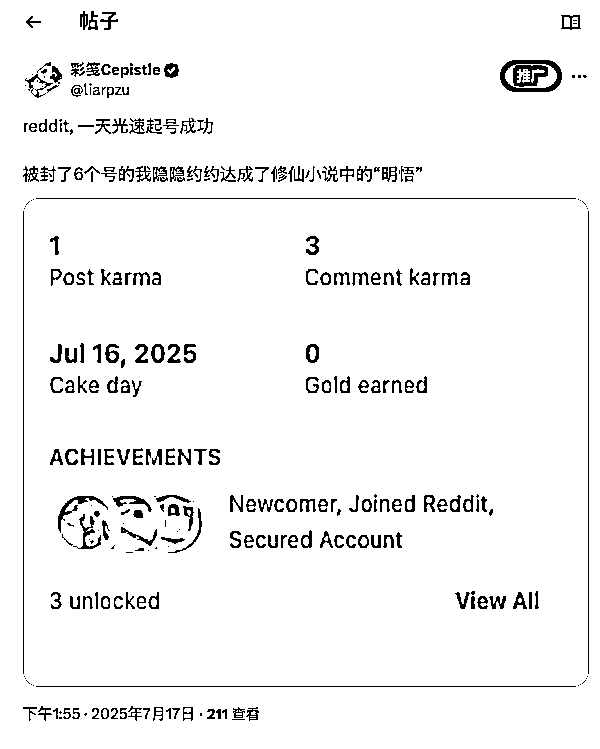 帖子
彩笺Cepistle
@liarpzu
推广
reddit, 一天光速起号成功
被封了6个号的我隐隐约约达成了修仙小说中的“明悟”
1 3
Post karma Comment karma
Jul 16, 2025 0
Cake day Gold earned
ACHIEVEMENTS
Newcomer, Joined Reddit,
Secured Account
3 unlocked View All
下午1:55 · 2025年7月17日 · 211 查看